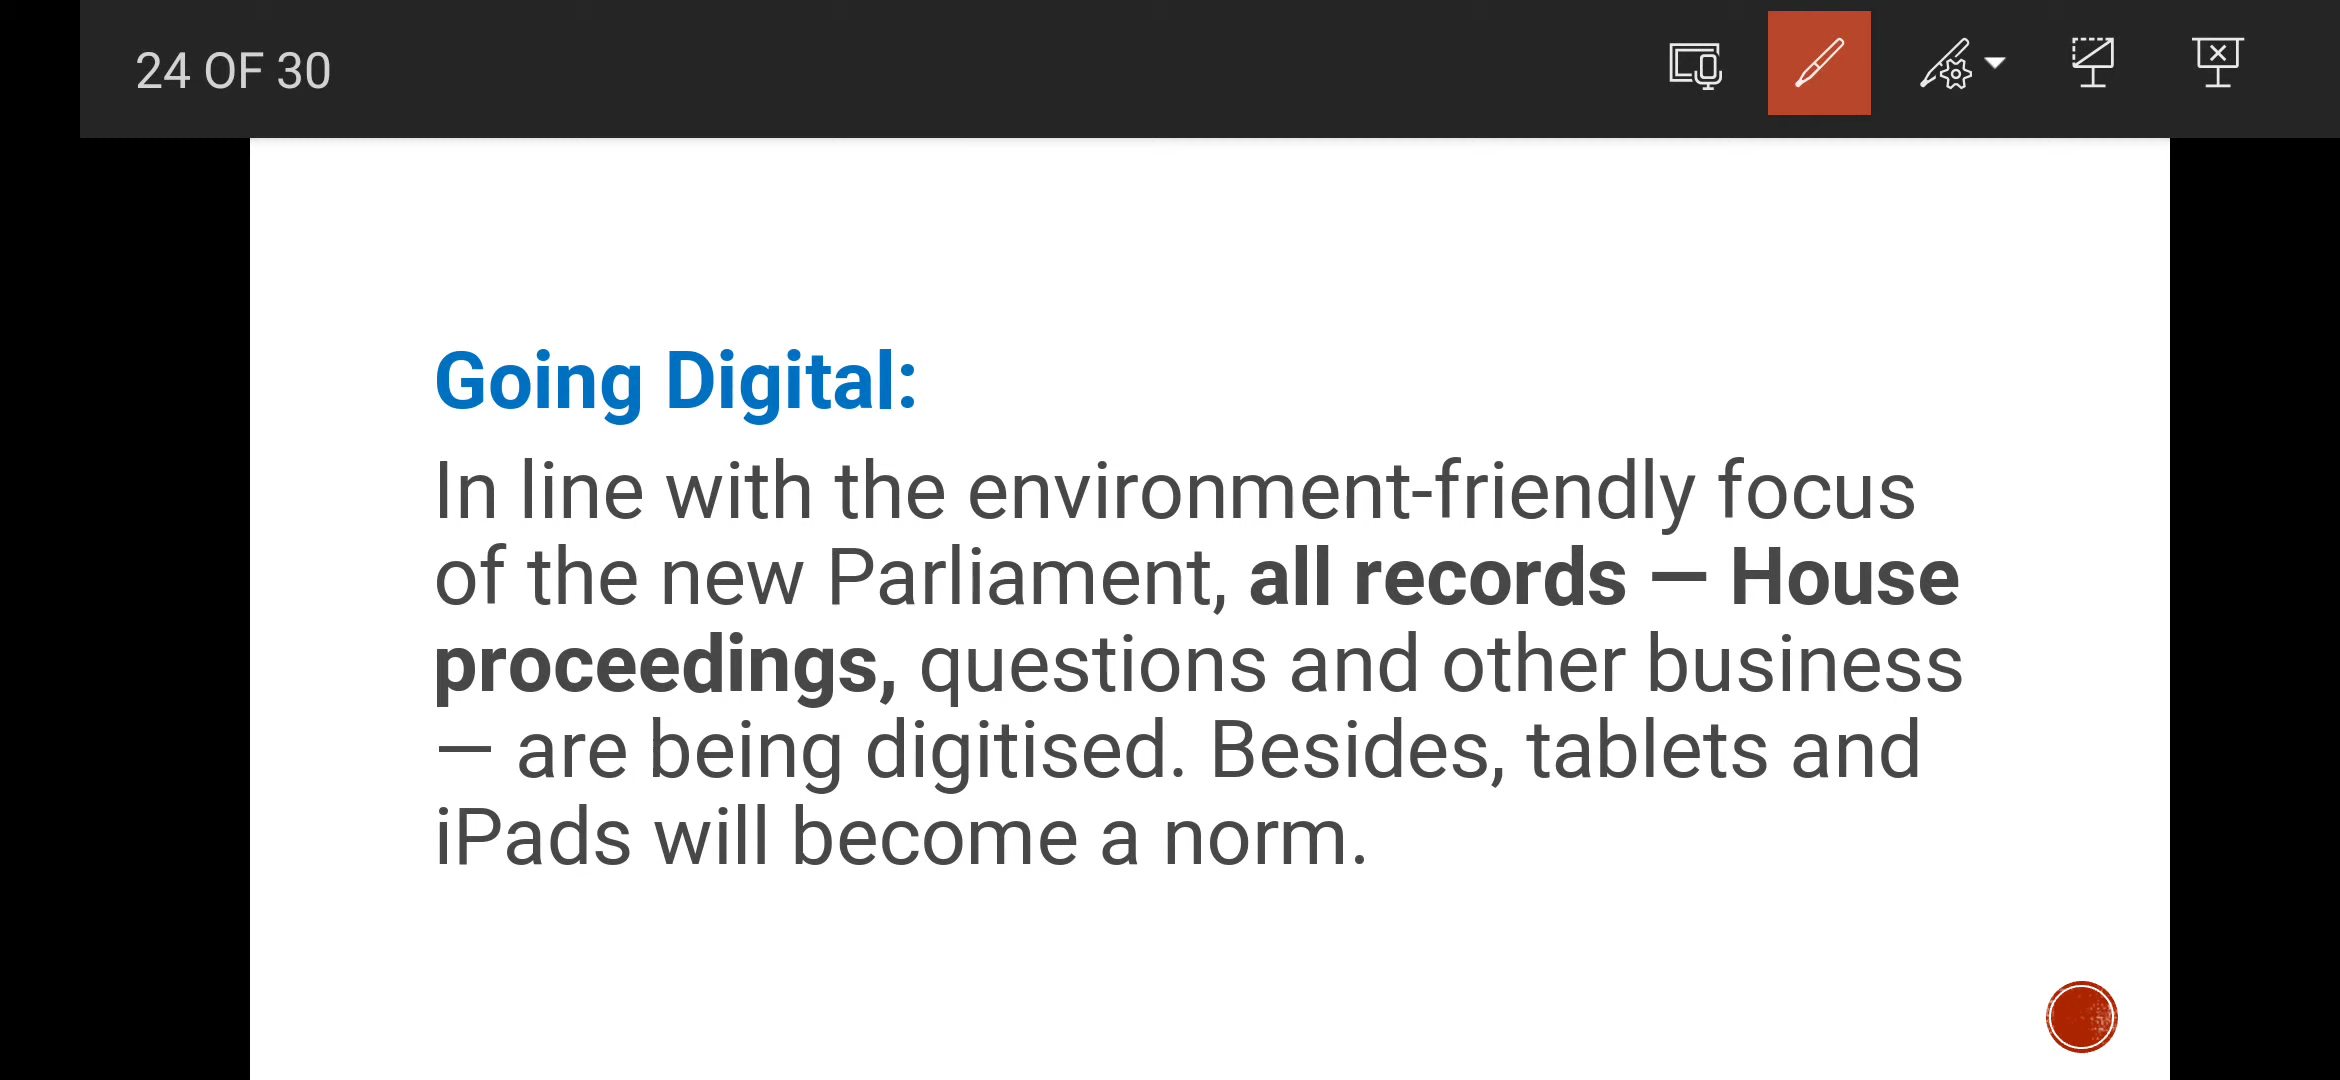 24 OF 30
Going Digital:
In line with the environment-friendly focus
of the new Parliament, all records — House
proceedings, questions and other business
— are being digitised. Besides, tablets and
iPads will become a norm.